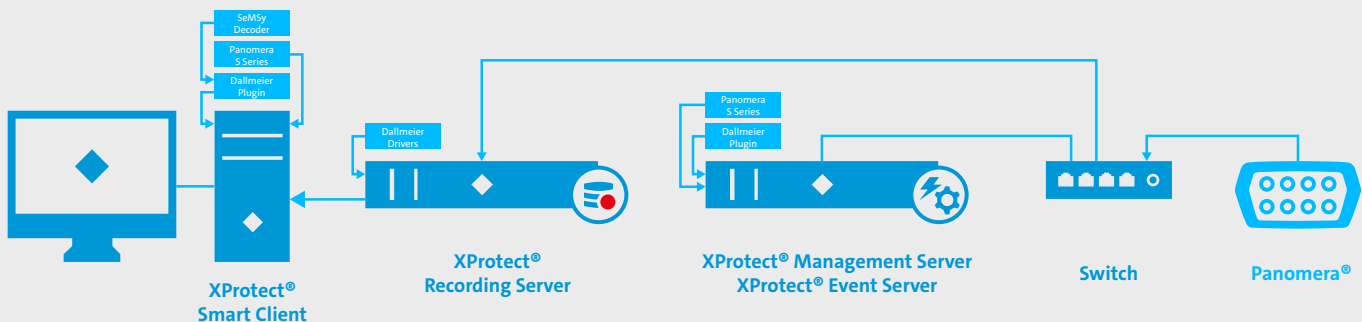 SeMSy
Decoder
Panomera
S Series
Dallmeier
Plugin
Dallmeier
Drivers
Panomera
S Series
Dallmeier
Plugin
XProtect®
Smart Client
XProtect®
Recording Server
XProtect® Management Server
XProtect® Event Server
Switch
Panomera®